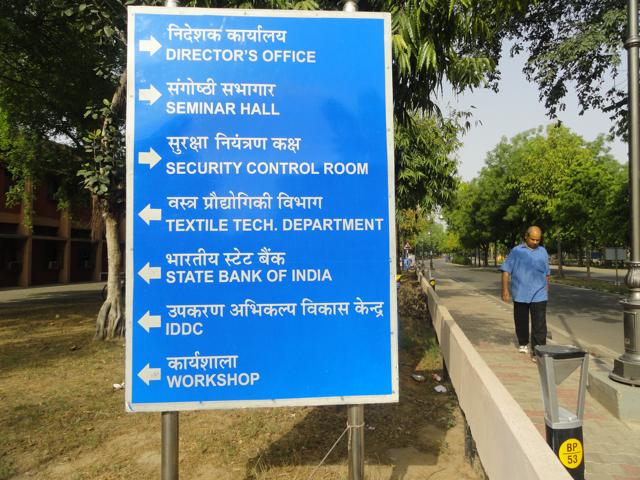 निदेशक कार्यालय
DIRECTOR'S OFFICE
संगोष्ठी सभागार
SEMINAR HALL
सुरक्षा नियंत्रण कक्ष
SECURITY CONTROL ROOM
वस्त्र प्रौद्योगिकी विभाग
TEXTILE TECH. DEPARTMENT
भारतीय स्टेट बैंक
STATE BANK OF INDIA
उपकरण अभिकल्प विकास केन्द्र
IDDC
कार्यशाला
WORKSHOP
BP
53